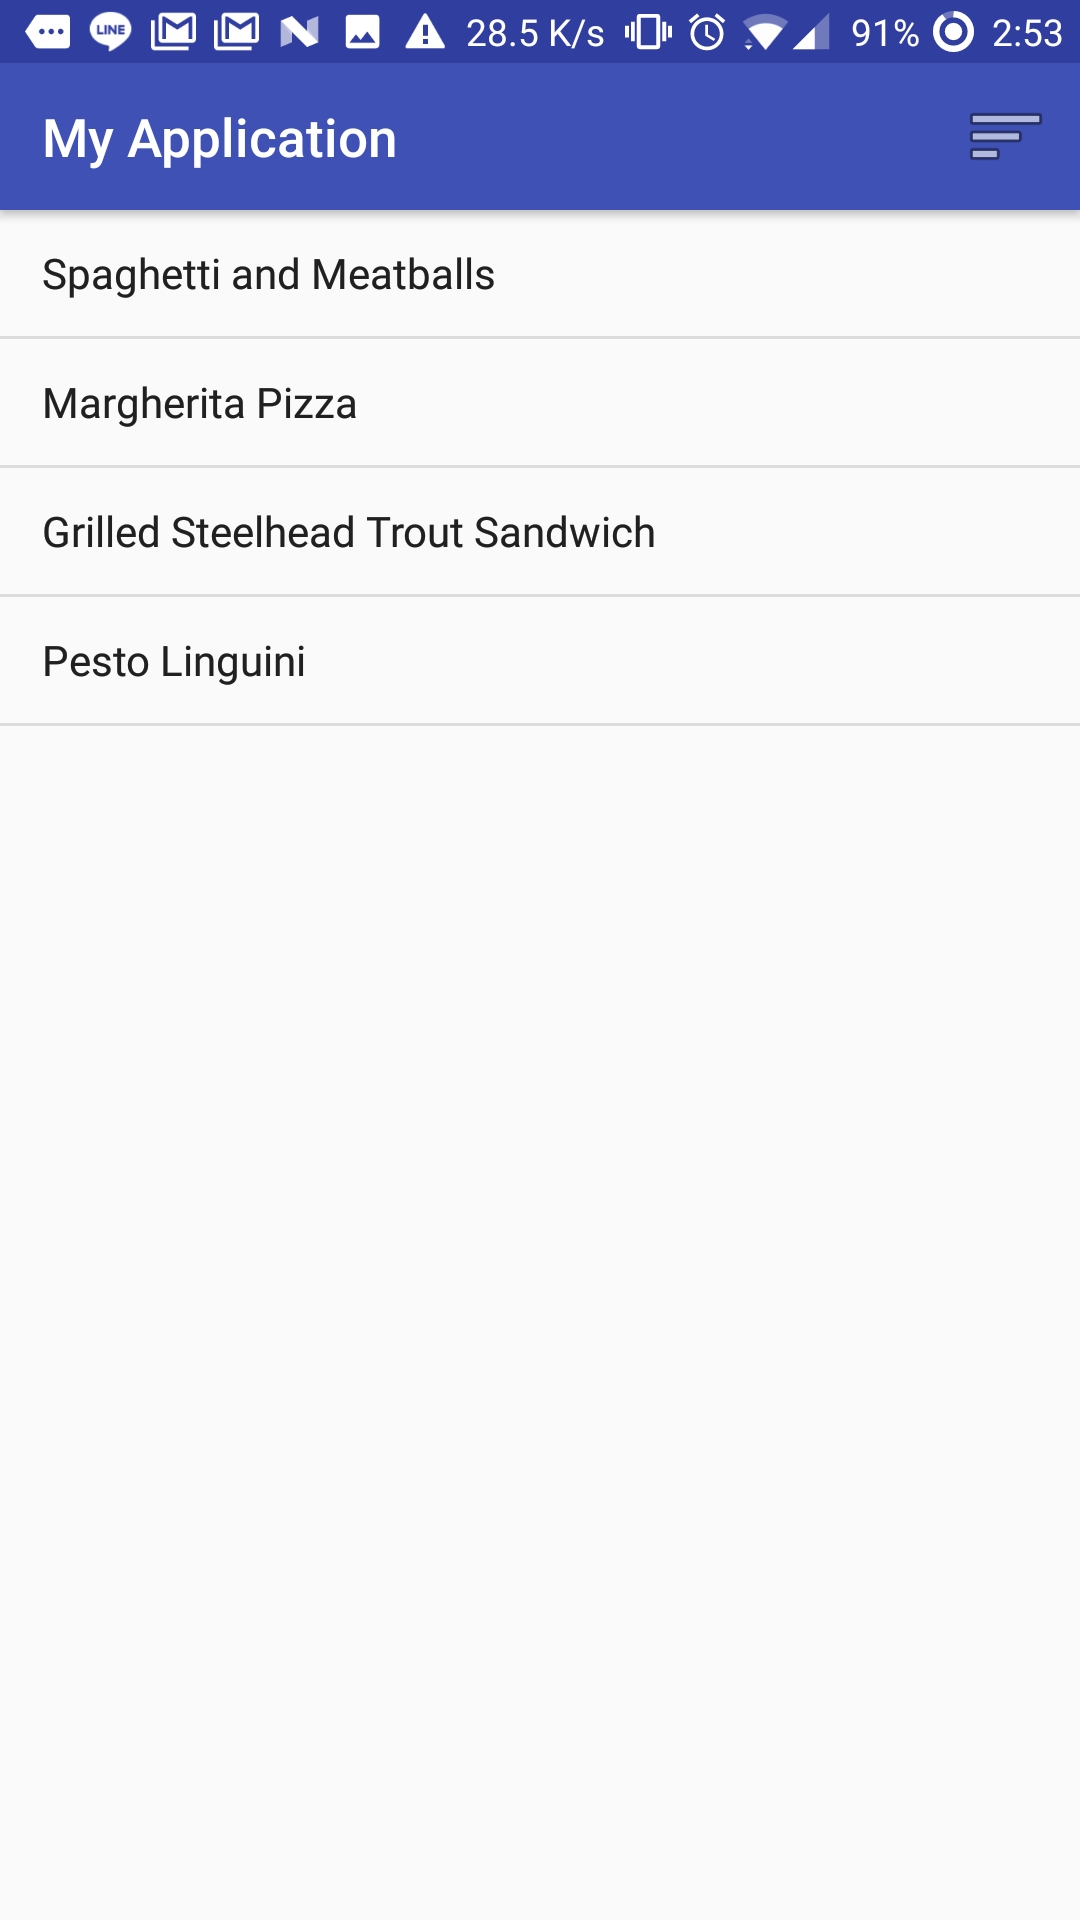 LINE 28.5 K/s 91% 2:53
My Application
Spaghetti and Meatballs
Margherita Pizza
Grilled Steelhead Trout Sandwich
Pesto Linguini